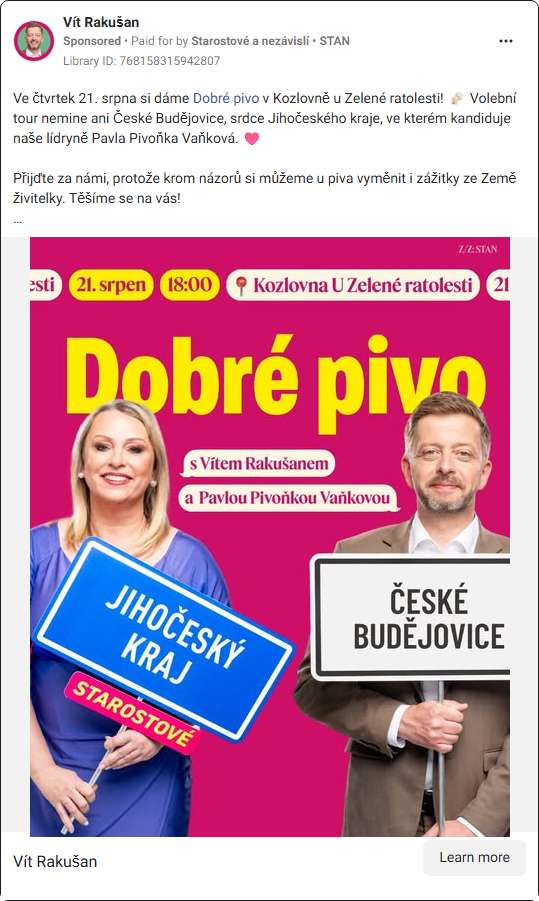 Vít Rakušan
Sponsored • Paid for by Starostové a nezávislí • STAN
Library ID: 768158315942807
Ve čtvrtek 21. srpna si dáme Dobré pivo v Kozlovně u Zelené ratolesti! 🍻 Volební
tour nemine ani České Budějovice, srdce Jihočeského kraje, ve kterém kandiduje
naše lídryně Pavla Pivoňka Vaňková. 💗
Přijďte za námi, protože krom názorů si můžeme u piva vyměnit i zážitky ze Země
živitelky. Těšíme se na vás!
...
Z/Z: STAN
esti 21. srpen 18:00 📍 Kozlovna U Zelené ratolesti 21
Dobré pivo
s Vítem Rakušanem
a Pavlou Pivoňkou Vaňkovou
JIHOČESKÝ
KRAJ
STAROSTOVÉ
ČESKÉ
BUDĚJOVICE
Vít Rakušan
Learn more